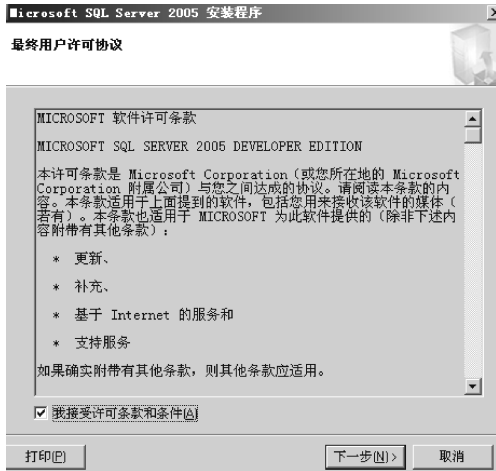 Microsoft SQL Server 2005 安装程序
最终用户许可协议
MICROSOFT 软件许可条款
MICROSOFT SQL SERVER 2005 DEVELOPER EDITION
本许可条款是 Microsoft Corporation（或您所在地的 Microsoft
Corporation 附属公司）与您之间达成的协议。请阅读本条款的内
容。本条款适用于上面提到的软件，包括您用来接收该软件的媒体（
若有）。本条款也适用于 MICROSOFT 为此软件提供的（除非下述内
容附带有其他条款）：
* 更新、
* 补充、
* 基于 Internet 的服务和
* 支持服务
如果确实附带有其他条款，则其他条款应适用。
我接受许可条款和条件(A)
打印(P)
下一步(N)>
取消